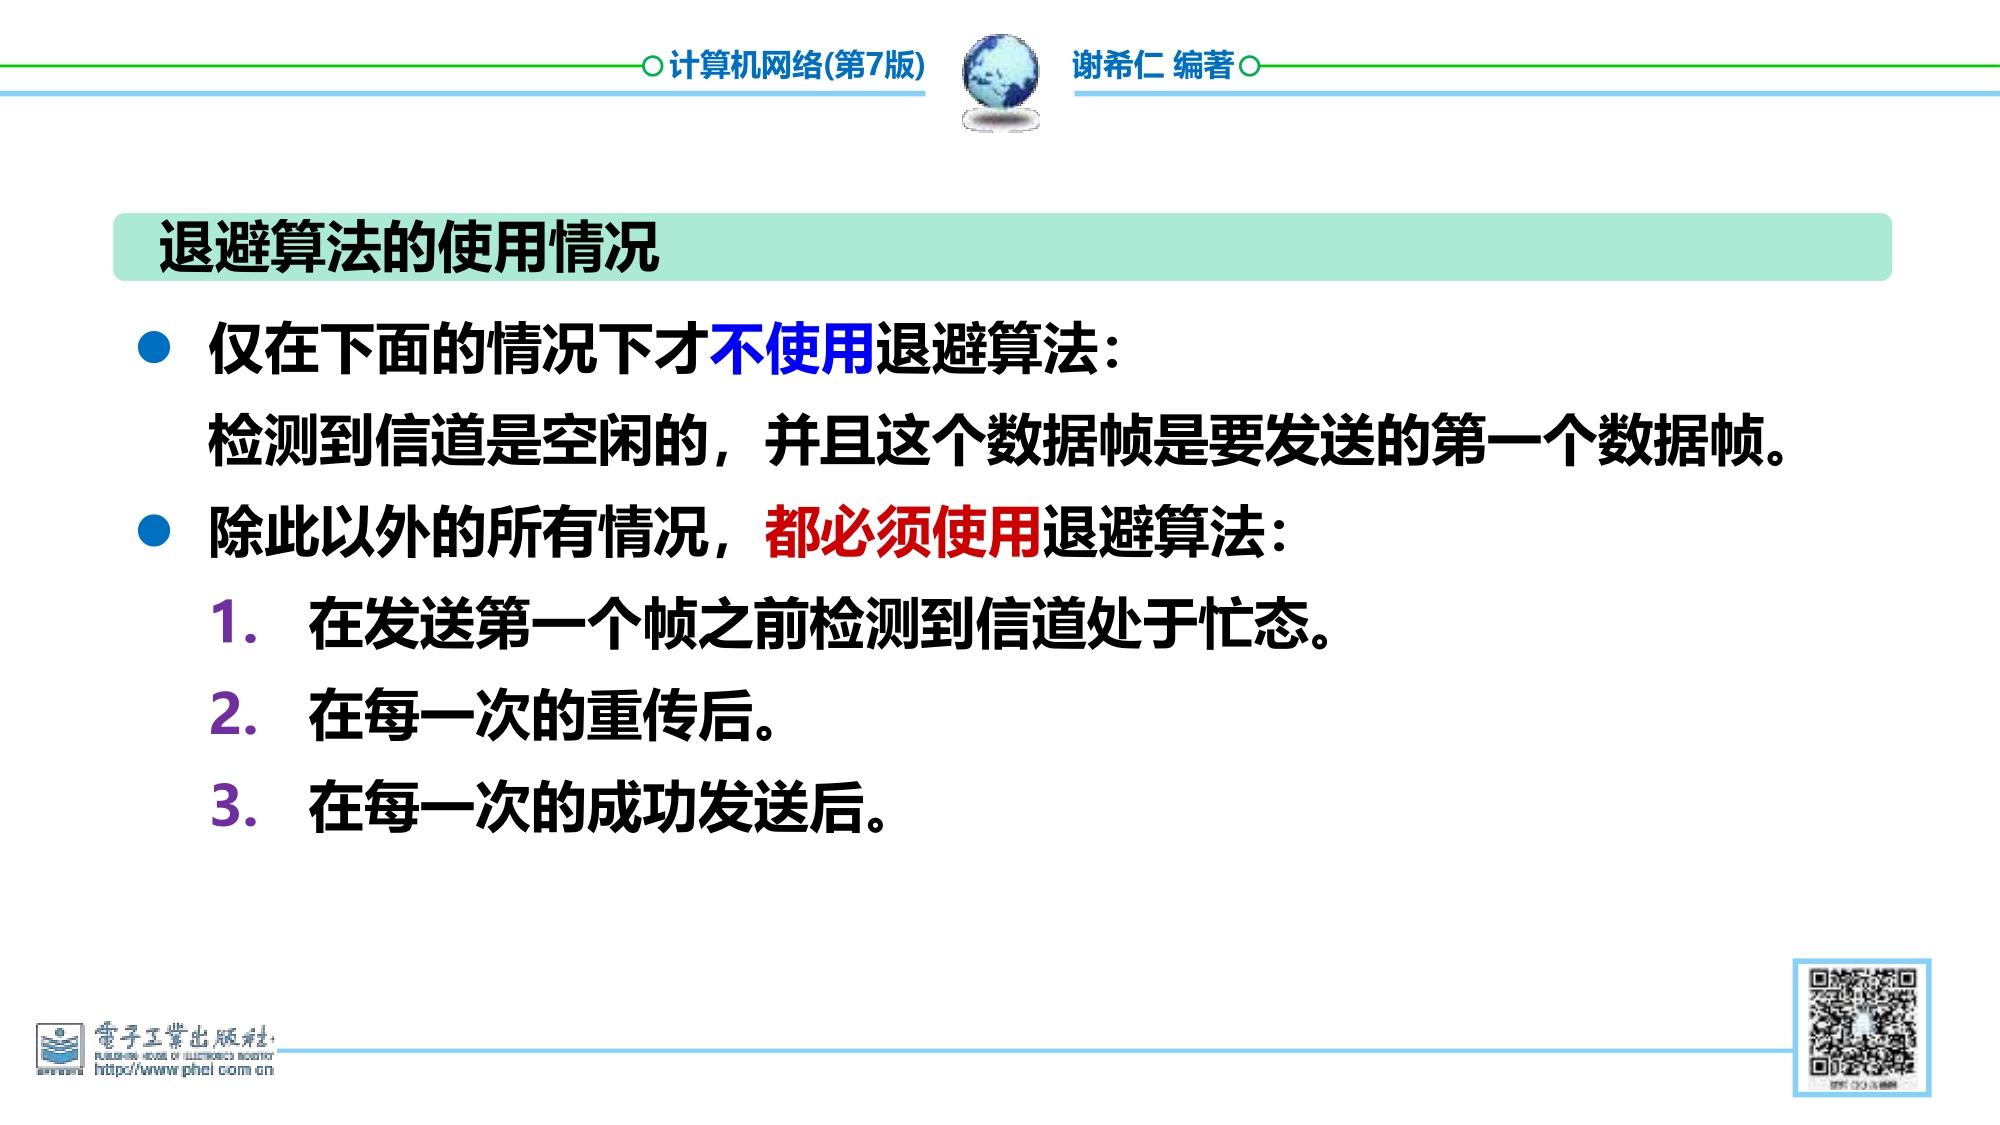 计算机网络(第7版) 谢希仁 编著
退避算法的使用情况
● 仅在下面的情况下才不使用退避算法：
检测到信道是空闲的，并且这个数据帧是要发送的第一个数据帧。
● 除此以外的所有情况，都必须使用退避算法：
1. 在发送第一个帧之前检测到信道处于忙态。
2. 在每一次的重传后。
3. 在每一次的成功发送后。
電子工業出版社
PUBLISHING HOUSE OF ELECTRONICS INDUSTRY
http://www.phei.com.cn